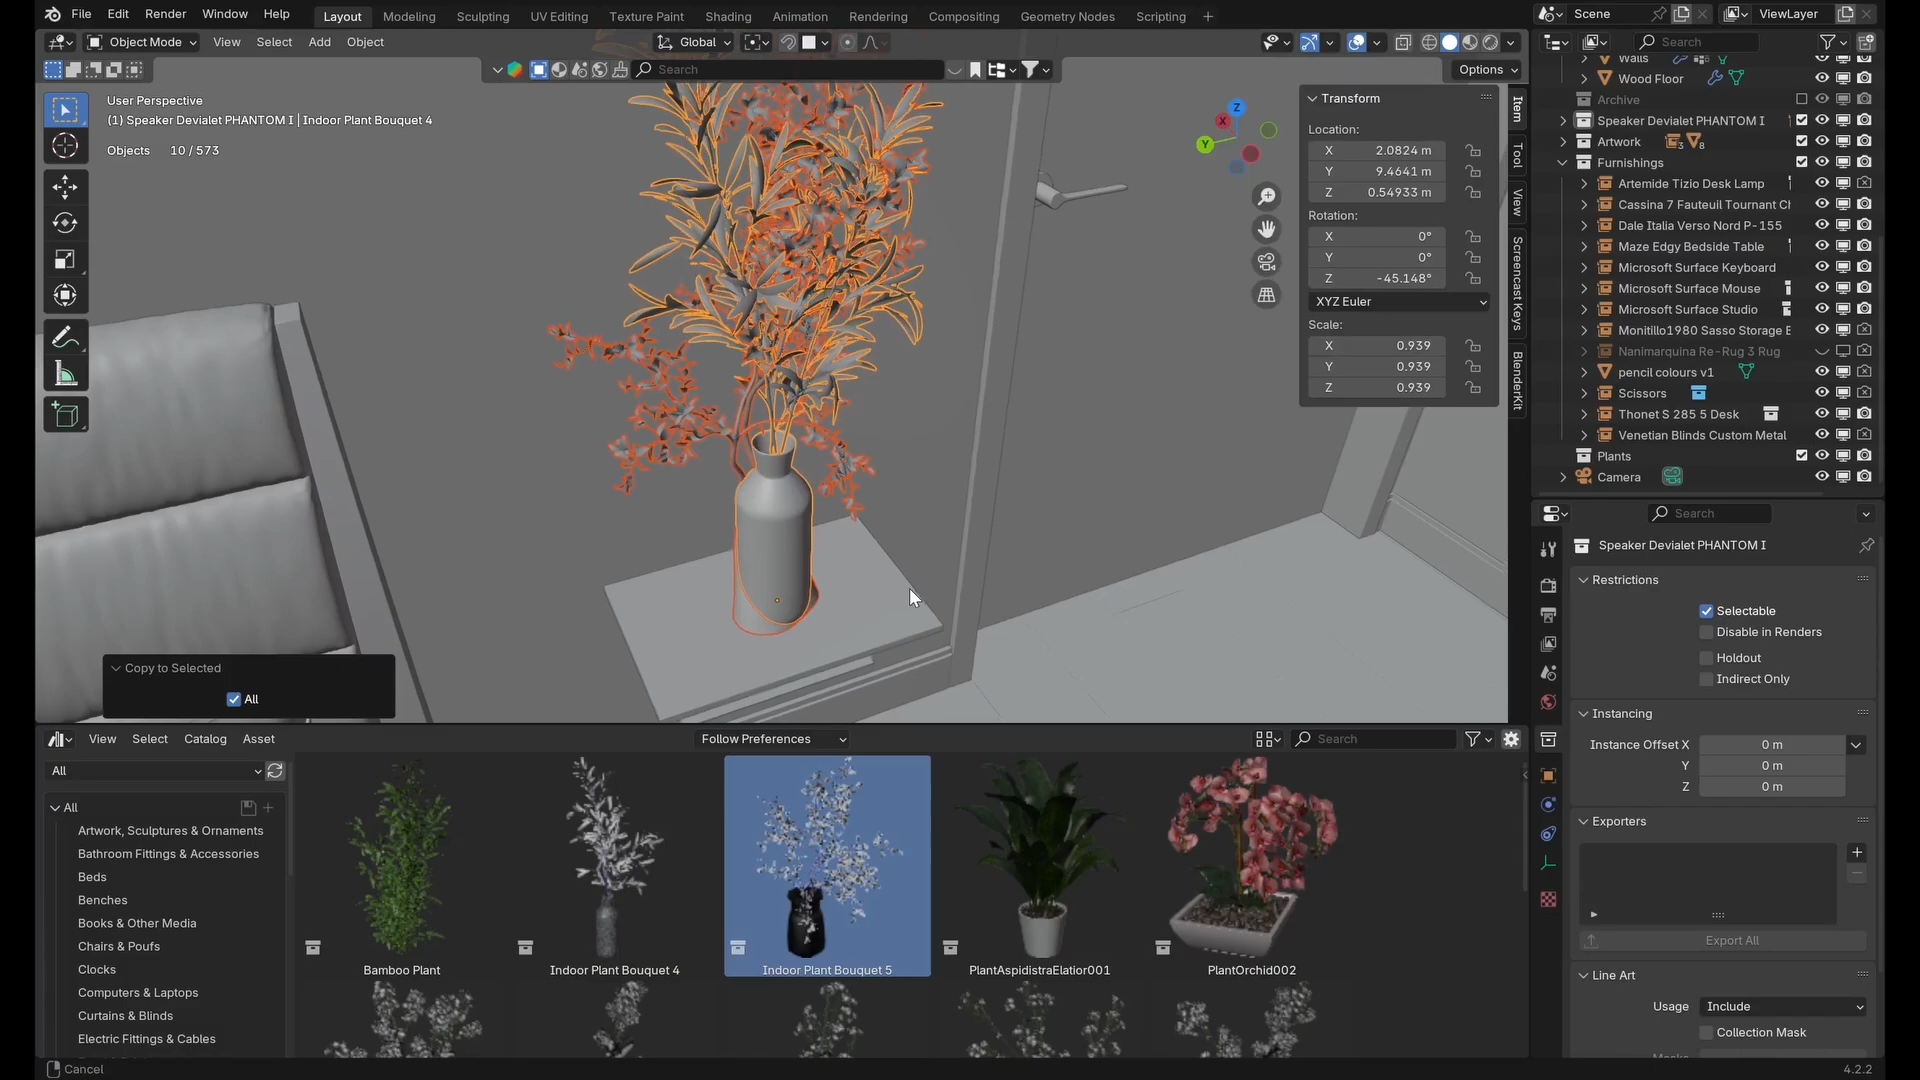 File Edit Render Window Help
Layout Modeling Sculpting UV Editing Texture Paint Shading Animation Rendering Compositing Geometry Nodes Scripting +
Scene
ViewLayer
Object Mode View Select Add Object
Global
Search
Search
Options
User Perspective
(1) Speaker Devialet PHANTOM I | Indoor Plant Bouquet 4
Objects 10 / 573
Z
X
Y
Transform
Location:
X 2.0824 m
Y 9.4641 m
Z 0.54933 m
Rotation:
X 0°
Y 0°
Z -45.148°
XYZ Euler
Scale:
X 0.939
Y 0.939
Z 0.939
Item
Tool
View
Screencast Keys
BlenderKit
Copy to Selected
All
Walls
Wood Floor
Archive
Speaker Devialet PHANTOM I
Artwork 3 8
Furnishings
Artemide Tizio Desk Lamp
Cassina 7 Fauteuil Tournant Ch
Dale Italia Verso Nord P-155
Maze Edgy Bedside Table
Microsoft Surface Keyboard
Microsoft Surface Mouse
Microsoft Surface Studio
Monitillo1980 Sasso Storage B
Nanimarquina Re-Rug 3 Rug
pencil colours v1
Scissors
Thonet S 285 5 Desk
Venetian Blinds Custom Metal
Plants
Camera
Search
Speaker Devialet PHANTOM I
Restrictions
Selectable
Disable in Renders
Holdout
Indirect Only
Instancing
Instance Offset X 0 m
Y 0 m
Z 0 m
Exporters
Export All
Line Art
Usage Include
Collection Mask
View Select Catalog Asset
Follow Preferences
Search
All
All
Artwork, Sculptures & Ornaments
Bathroom Fittings & Accessories
Beds
Benches
Books & Other Media
Chairs & Poufs
Clocks
Computers & Laptops
Curtains & Blinds
Electric Fittings & Cables
Bamboo Plant
Indoor Plant Bouquet 4
Indoor Plant Bouquet 5
PlantAspidistraElatior001
PlantOrchid002
Cancel
4.2.2